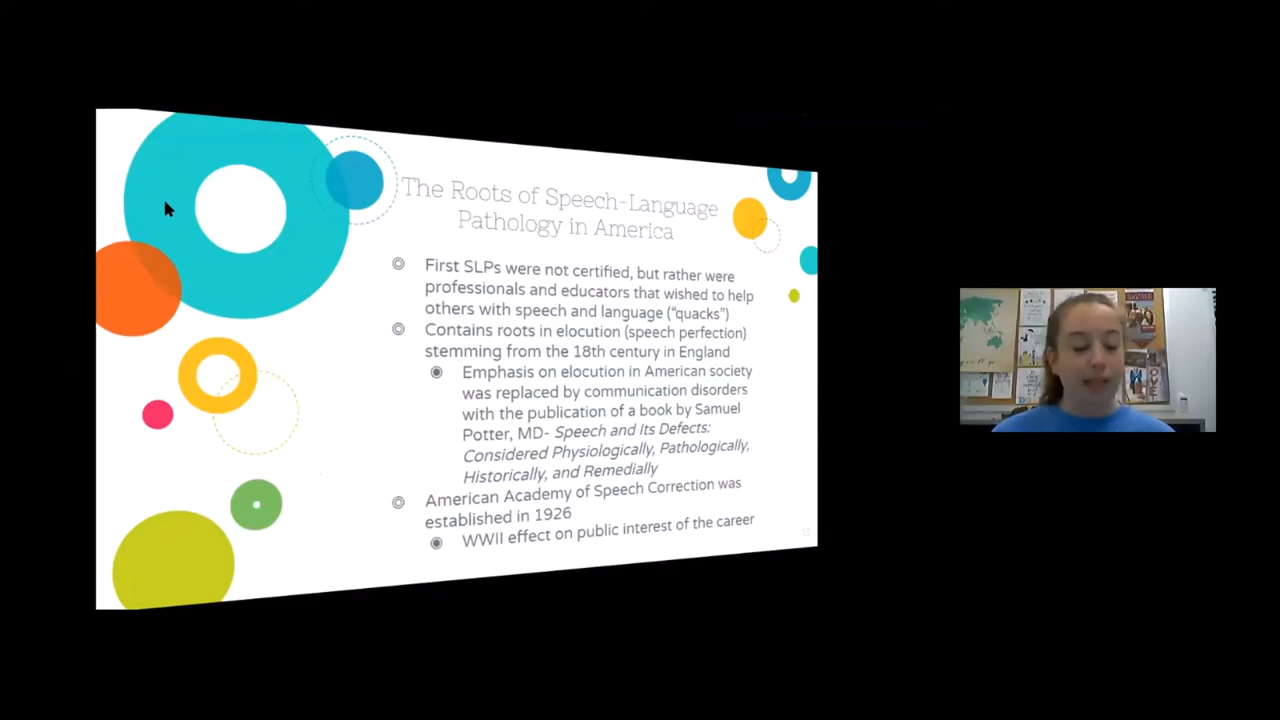 The Roots of Speech-Language
Pathology in America
First SLPs were not certified, but rather were
professionals and educators that wished to help
others with speech and language (“quacks”)
Contains roots in elocution (speech perfection)
stemming from the 18th century in England
Emphasis on elocution in American society
was replaced by communication disorders
with the publication of a book by Samuel
Potter, MD- Speech and Its Defects:
Considered Physiologically, Pathologically,
Historically, and Remedially
American Academy of Speech Correction was
established in 1926
WWII effect on public interest of the career
12